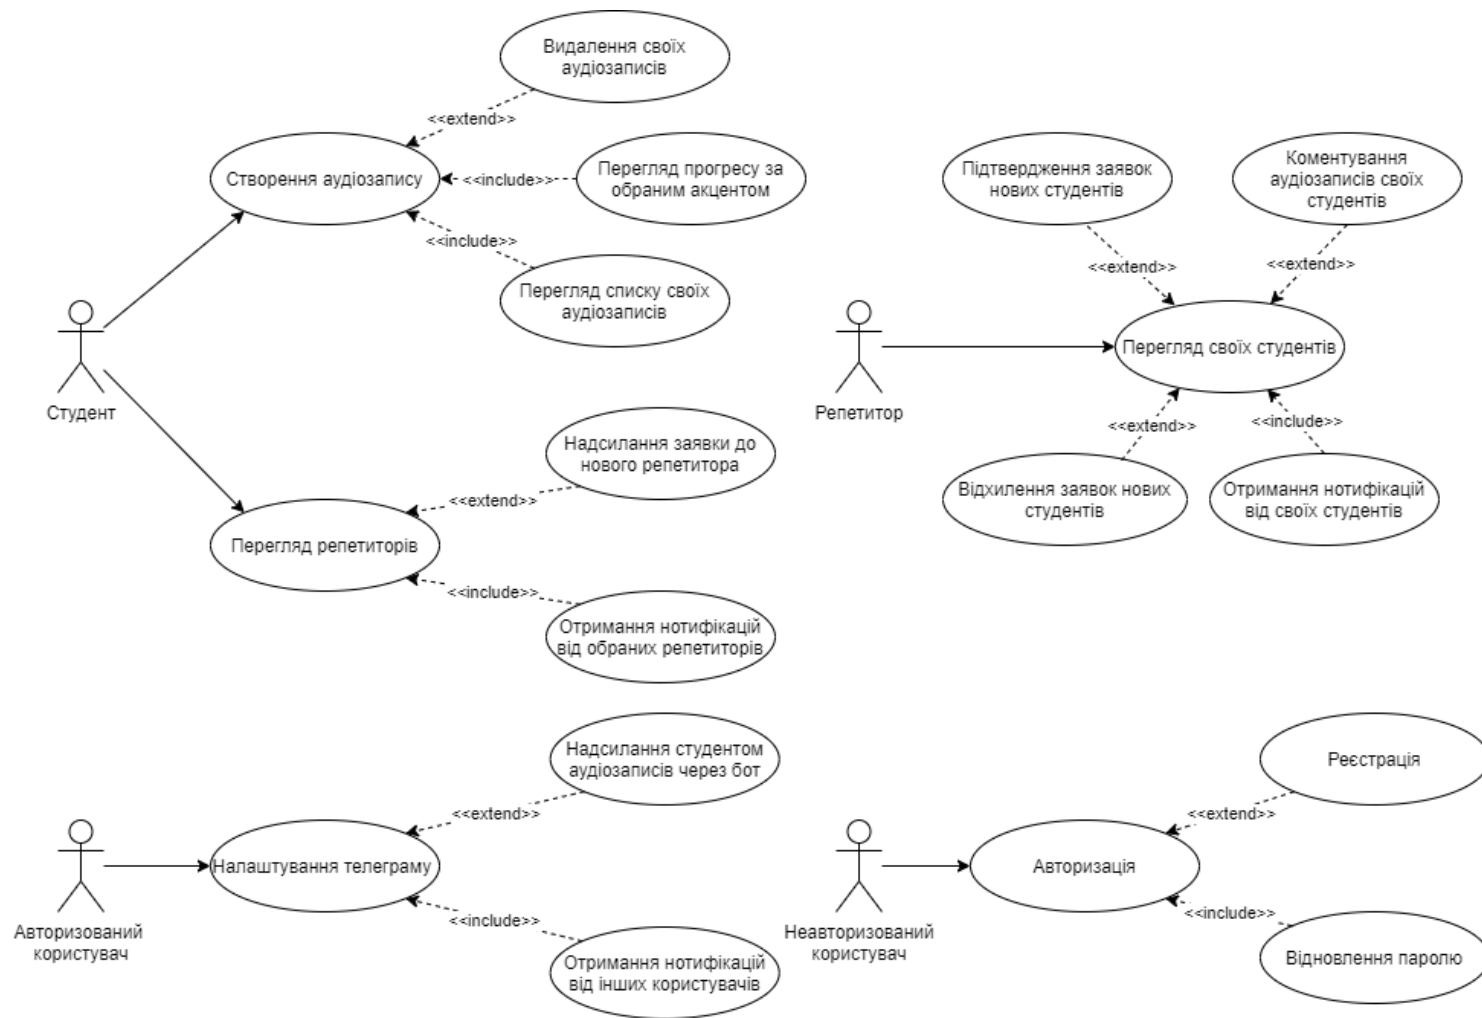 Видалення своїх
аудіозаписів
<<extend>>
Створення аудіозапису
<<include>>
Перегляд прогресу за
обраним акцентом
<<include>>
Перегляд списку своїх
аудіозаписів
Студент
Надсилання заявки до
нового репетитора
<<extend>>
Перегляд репетиторів
<<include>>
Отримання нотифікацій
від обраних репетиторів
Підтвердження заявок
нових студентів
Коментування
аудіозаписів своїх
студентів
<<extend>>
<<extend>>
Репетитор
Перегляд своїх студентів
<<extend>>
<<include>>
Відхилення заявок нових
студентів
Отримання нотифікацій
від своїх студентів
Надсилання студентом
аудіозаписів через бот
<<extend>>
Налаштування телеграму
Авторизований
користувач
<<include>>
Отримання нотифікацій
від інших користувачів
Реєстрація
<<extend>>
Авторизація
Неавторизований
користувач
<<include>>
Відновлення паролю